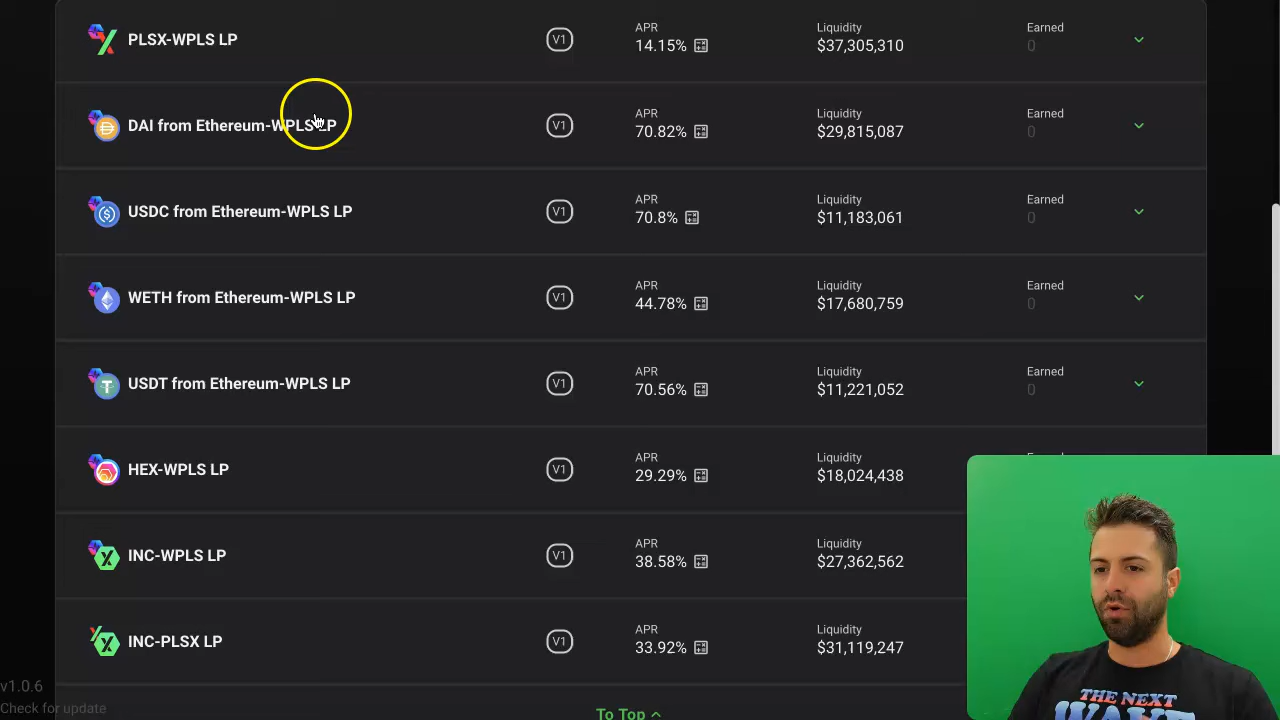 PLSX-WPLS LP
V1
APR
14.15%
Liquidity
$37,305,310
Earned
0
DAI from Ethereum-WPLS LP
V1
APR
70.82%
Liquidity
$29,815,087
Earned
0
USDC from Ethereum-WPLS LP
V1
APR
70.8%
Liquidity
$11,183,061
Earned
0
WETH from Ethereum-WPLS LP
V1
APR
44.78%
Liquidity
$17,680,759
Earned
0
USDT from Ethereum-WPLS LP
V1
APR
70.56%
Liquidity
$11,221,052
Earned
0
HEX-WPLS LP
V1
APR
29.29%
Liquidity
$18,024,438
INC-WPLS LP
V1
APR
38.58%
Liquidity
$27,362,562
INC-PLSX LP
V1
APR
33.92%
Liquidity
$31,119,247
v1.0.6
Check for update
To Top
THE NEXT